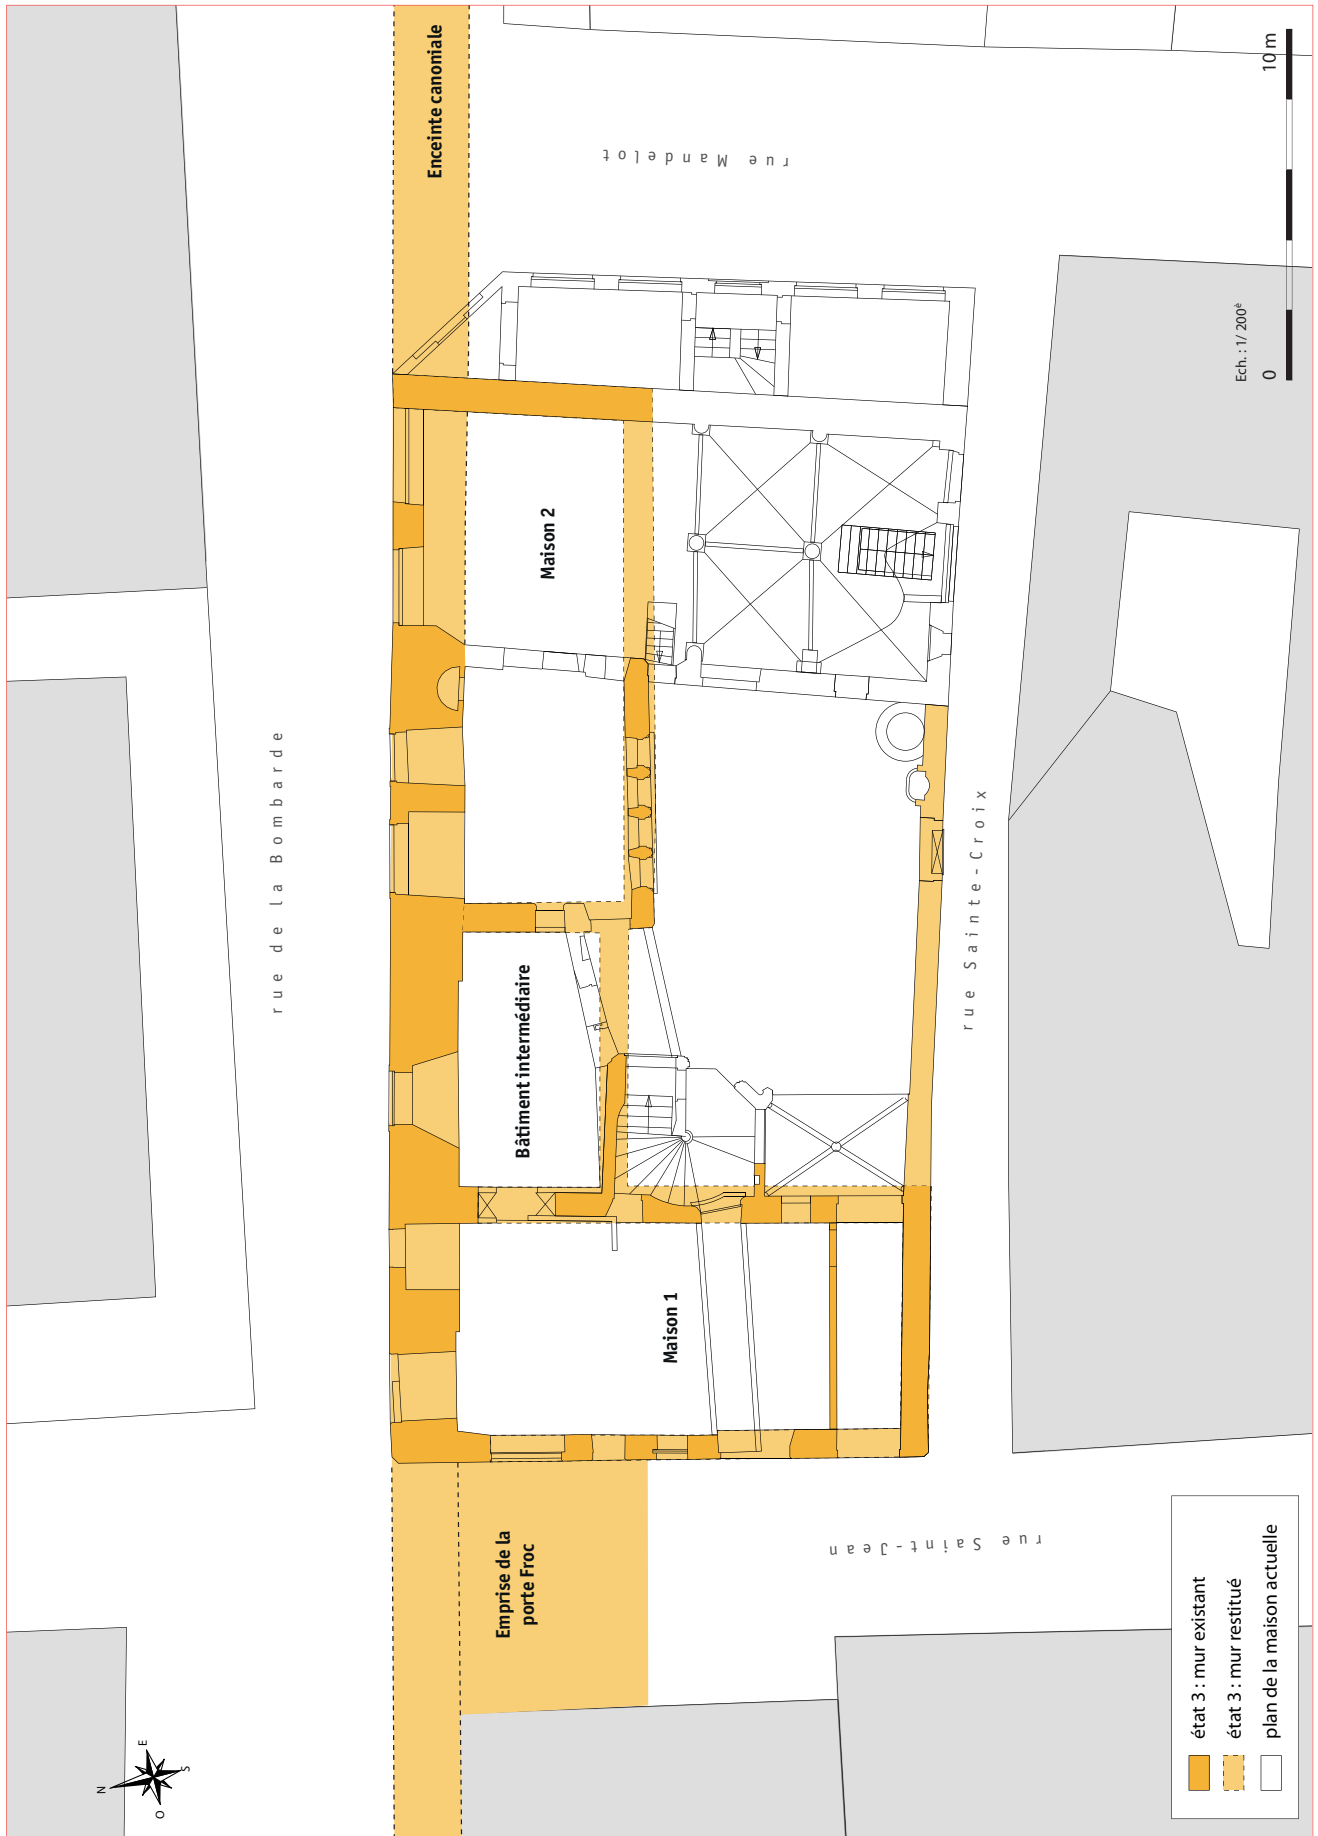 Enceinte canoniale
rue Mandelot
10 m
0
Ech. : 1/ 200è
Maison 2
rue de la Bombarde
rue Sainte-Croix
Bâtiment intermédiaire
Maison 1
Emprise de la
porte Froc
rue Saint-Jean
N
E
S
O
état 3 : mur existant
état 3 : mur restitué
plan de la maison actuelle